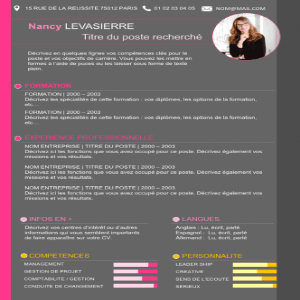 15 RUE DE LA RÉUSSITE 75012 PARIS
01 02 03 04 05
NOM@MAIL.COM
Nancy LEVASIERRE
Titre du poste recherché
Décrivez en quelques lignes vos compétences clés pour le
poste et vos objectifs de carrière. Vous pouvez les mettre en
formes à l'aide de puces ou les laisser sous forme de texte
plein.
FORMATION
FORMATION | 2000 – 2003
Décrivez les spécialités de cette formation : vos diplômes, les options de la formation,
etc...
FORMATION | 2000 – 2003
Décrivez les spécialités de cette formation : vos diplômes, les options de la formation,
etc...
EXPÉRIENCE PROFESSIONNELLE
NOM ENTREPRISE | TITRE DU POSTE | 2000 – 2003
Décrivez ici les fonctions que vous avez occupé pour ce poste. Décrivez également vos
missions et vos résultats.
NOM ENTREPRISE | TITRE DU POSTE | 2000 – 2003
Décrivez ici les fonctions que vous avez occupé pour ce poste. Décrivez également vos
missions et vos résultats.
NOM ENTREPRISE | TITRE DU POSTE | 2000 – 2003
Décrivez ici les fonctions que vous avez occupé pour ce poste. Décrivez également vos
missions et vos résultats.
INFOS EN +
Décrivez vos centres d'intérêt ou d'autres
informations qui vous semblent importants
de faire apparaître sur votre CV
LANGUES
Anglais : Lu, écrit, parlé
Espagnol : Lu, écrit, parlé
Allemand : Lu, écrit, parlé
COMPETENCES
MANAGEMENT
GESTION DE PROJET
COMPTABILITÉ / GESTION
CONDUITE DE CHANGEMENT
PERSONNALITE
LEADER SHIP
CREATIVE
SENS DE L'ECOUTE
SERIEUS